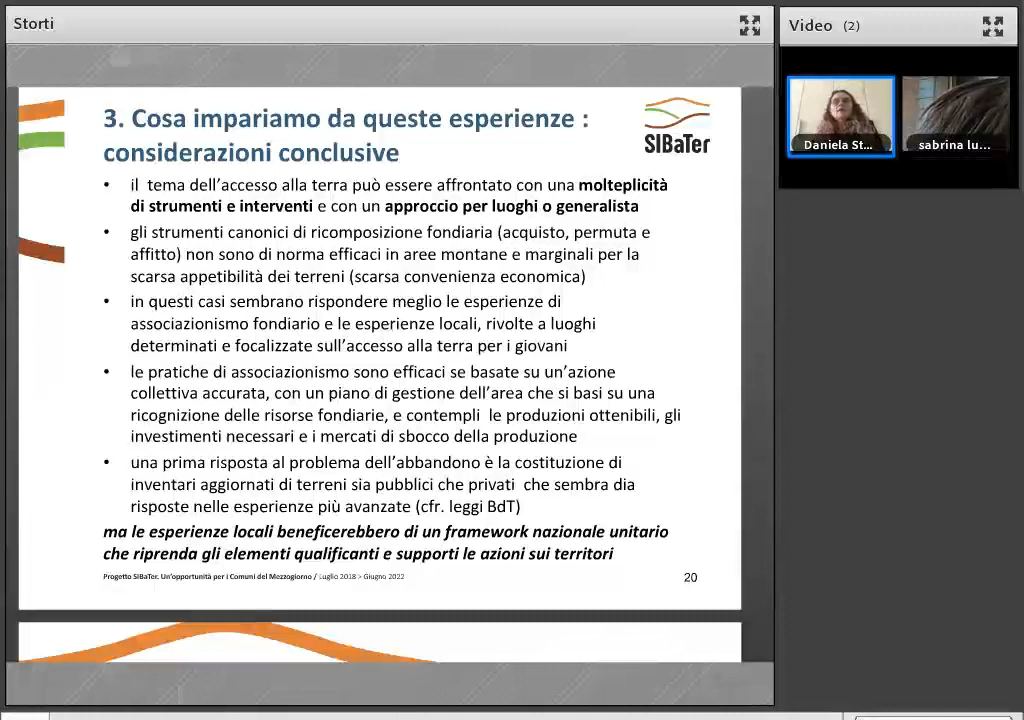 Storti
Video (2)
Daniela St...
sabrina lu...
3. Cosa impariamo da queste esperienze :
considerazioni conclusive
SIBaTer
• il  tema dell’accesso alla terra può essere affrontato con una molteplicità
di strumenti e interventi e con un approccio per luoghi o generalista
• gli strumenti canonici di ricomposizione fondiaria (acquisto, permuta e
affitto) non sono di norma efficaci in aree montane e marginali per la
scarsa appetibilità dei terreni (scarsa convenienza economica)
• in questi casi sembrano rispondere meglio le esperienze di
associazionismo fondiario e le esperienze locali, rivolte a luoghi
determinati e focalizzate sull’accesso alla terra per i giovani
• le pratiche di associazionismo sono efficaci se basate su un’azione
collettiva accurata, con un piano di gestione dell’area che si basi su una
ricognizione delle risorse fondiarie, e contempli  le produzioni ottenibili, gli
investimenti necessari e i mercati di sbocco della produzione
• una prima risposta al problema dell’abbandono è la costituzione di
inventari aggiornati di terreni sia pubblici che privati  che sembra dia
risposte nelle esperienze più avanzate (cfr. leggi BdT)
ma le esperienze locali beneficerebbero di un framework nazionale unitario
che riprenda gli elementi qualificanti e supporti le azioni sui territori
Progetto SIBaTer. Un’opportunità per i Comuni del Mezzogiorno / Luglio 2018 > Giugno 2022
20